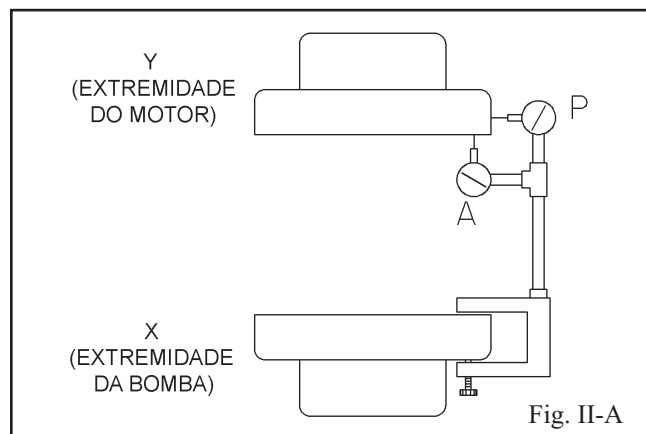 Y
(EXTREMIDADE
DO MOTOR)
P
A
X
(EXTREMIDADE
DA BOMBA)
Fig. II-A